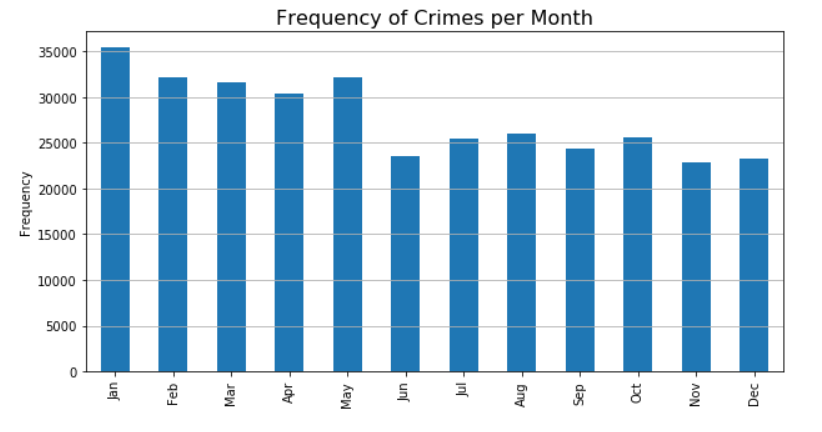 Frequency of Crimes per Month
Frequency
35000
30000
25000
20000
15000
10000
5000
0
Jan
Feb
Mar
Apr
May
Jun
Jul
Aug
Sep
Oct
Nov
Dec